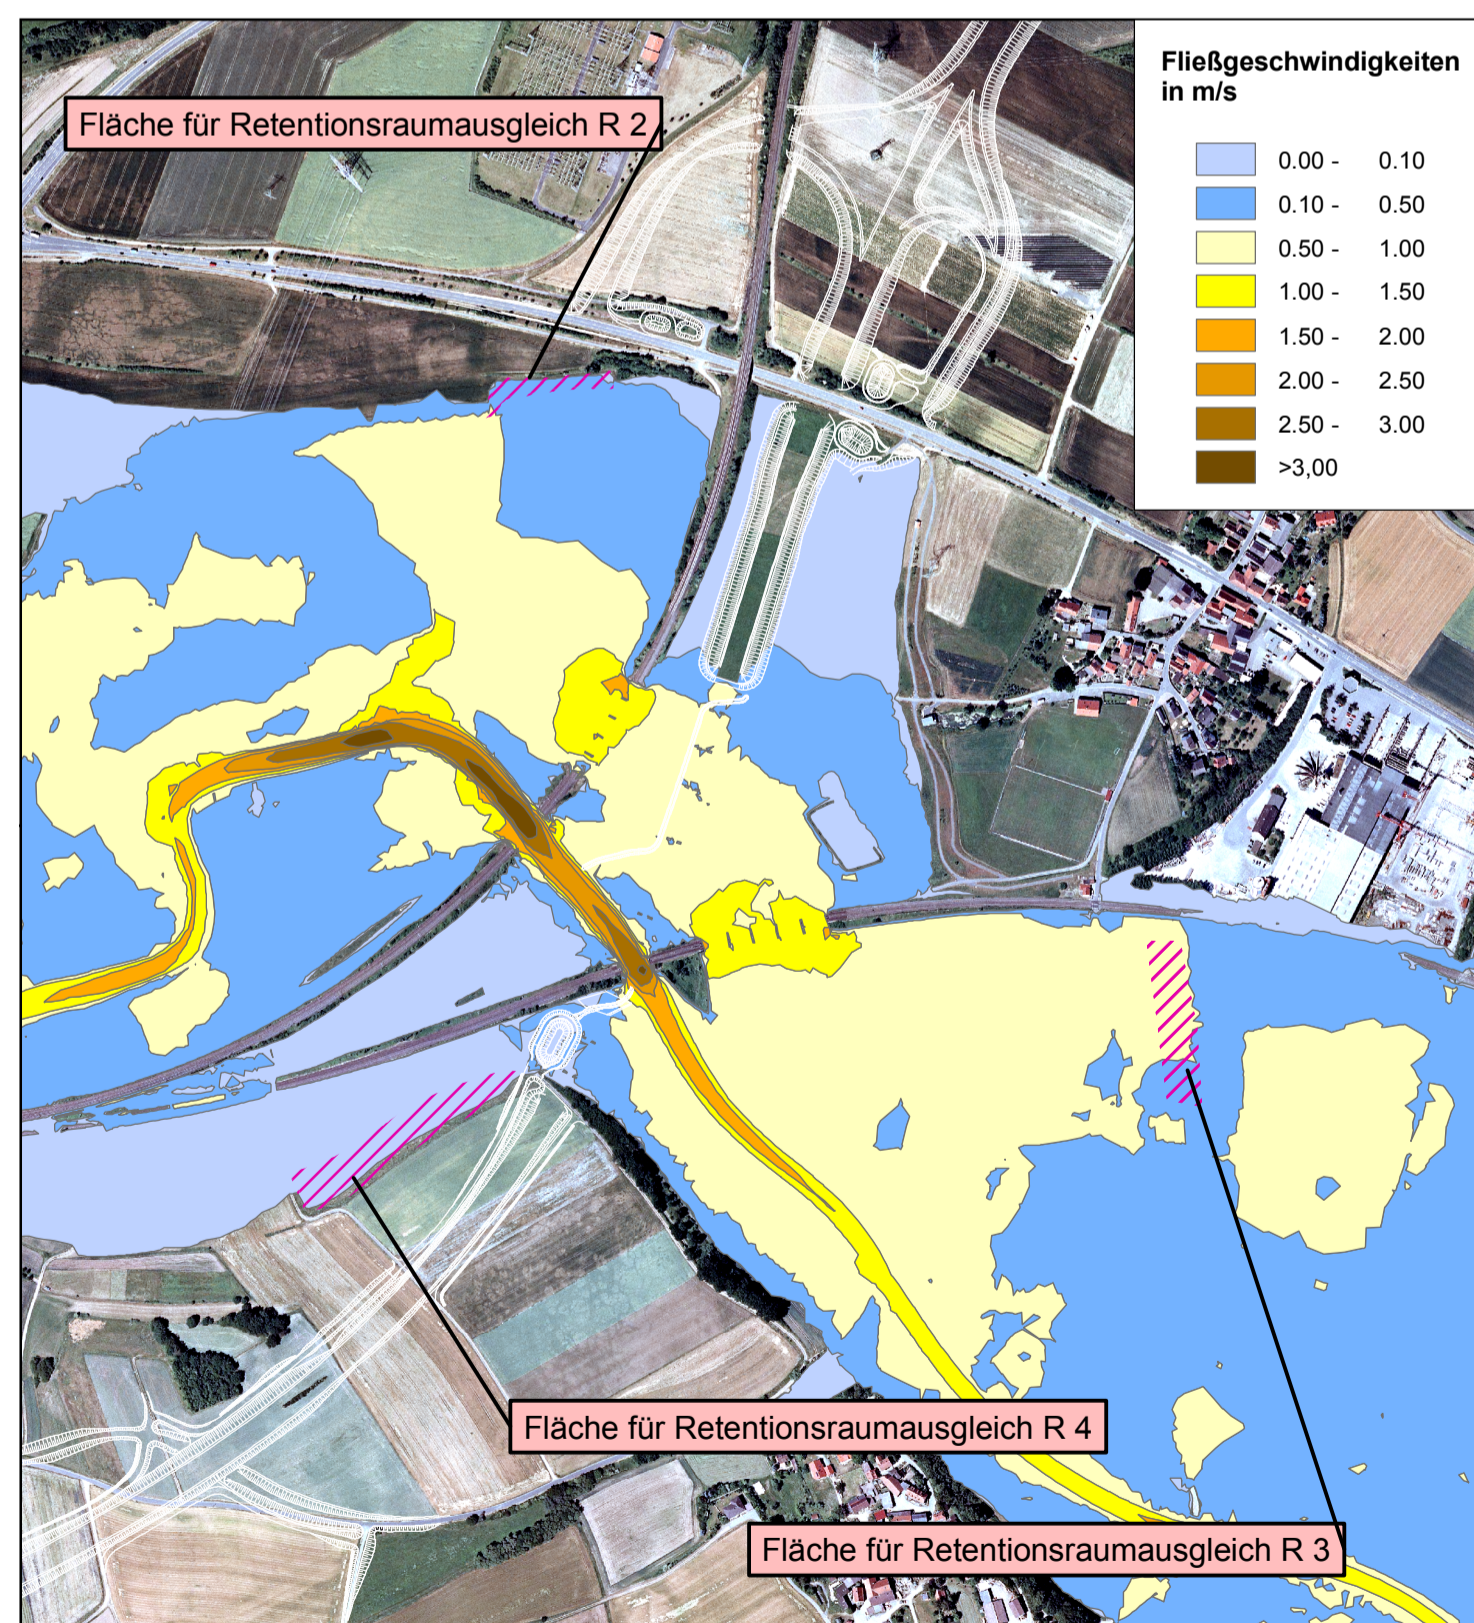 Fließgeschwindigkeiten
in m/s
0.00 - 0.10
0.10 - 0.50
0.50 - 1.00
1.00 - 1.50
1.50 - 2.00
2.00 - 2.50
2.50 - 3.00
>3,00
Fläche für Retentionsraumausgleich R 2
Fläche für Retentionsraumausgleich R 4
Fläche für Retentionsraumausgleich R 3